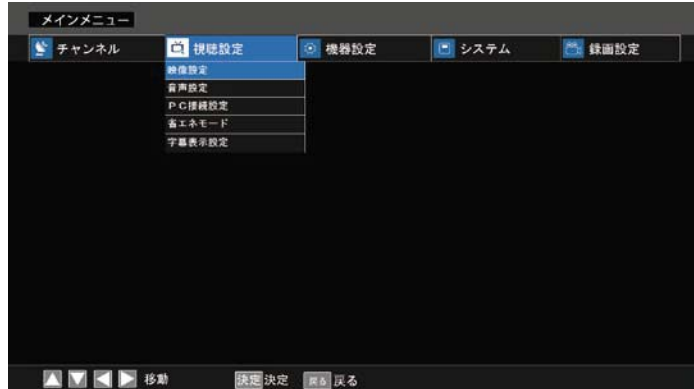 メインメニュー
チャンネル 視聴設定 機器設定 システム 録画設定
映像設定
音声設定
PC接続設定
省エネモード
字幕表示設定
移動 決定 決定 戻る 戻る